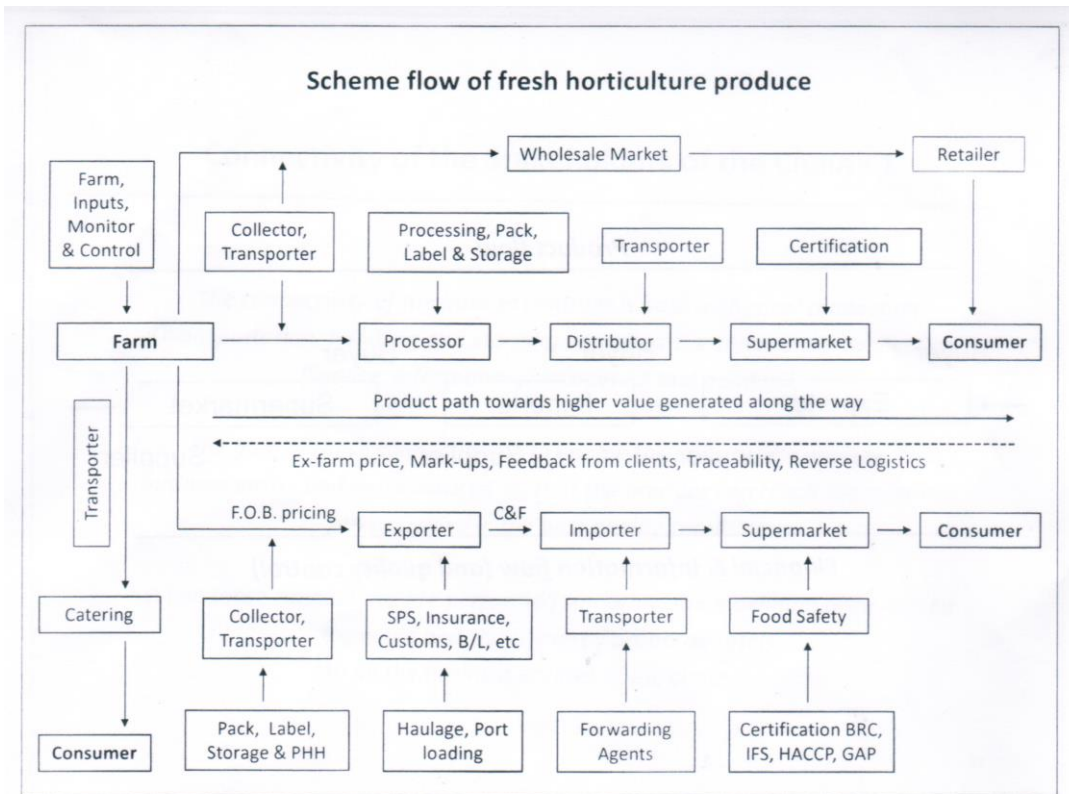 Scheme flow of fresh horticulture produce
Wholesale Market
Retailer
Farm,
Inputs,
Monitor
& Control
Collector,
Transporter
Processing, Pack,
Label & Storage
Transporter
Certification
Farm
Processor
Distributor
Supermarket
Consumer
Product path towards higher value generated along the way
Ex-farm price, Mark-ups, Feedback from clients, Traceability, Reverse Logistics
Transporter
F.O.B. pricing
Exporter
C&F
Importer
Supermarket
Consumer
Catering
Collector,
Transporter
SPS, Insurance,
Customs, B/L, etc
Transporter
Food Safety
Consumer
Pack, Label,
Storage & PHH
Haulage, Port
loading
Forwarding
Agents
Certification BRC,
IFS, HACCP, GAP